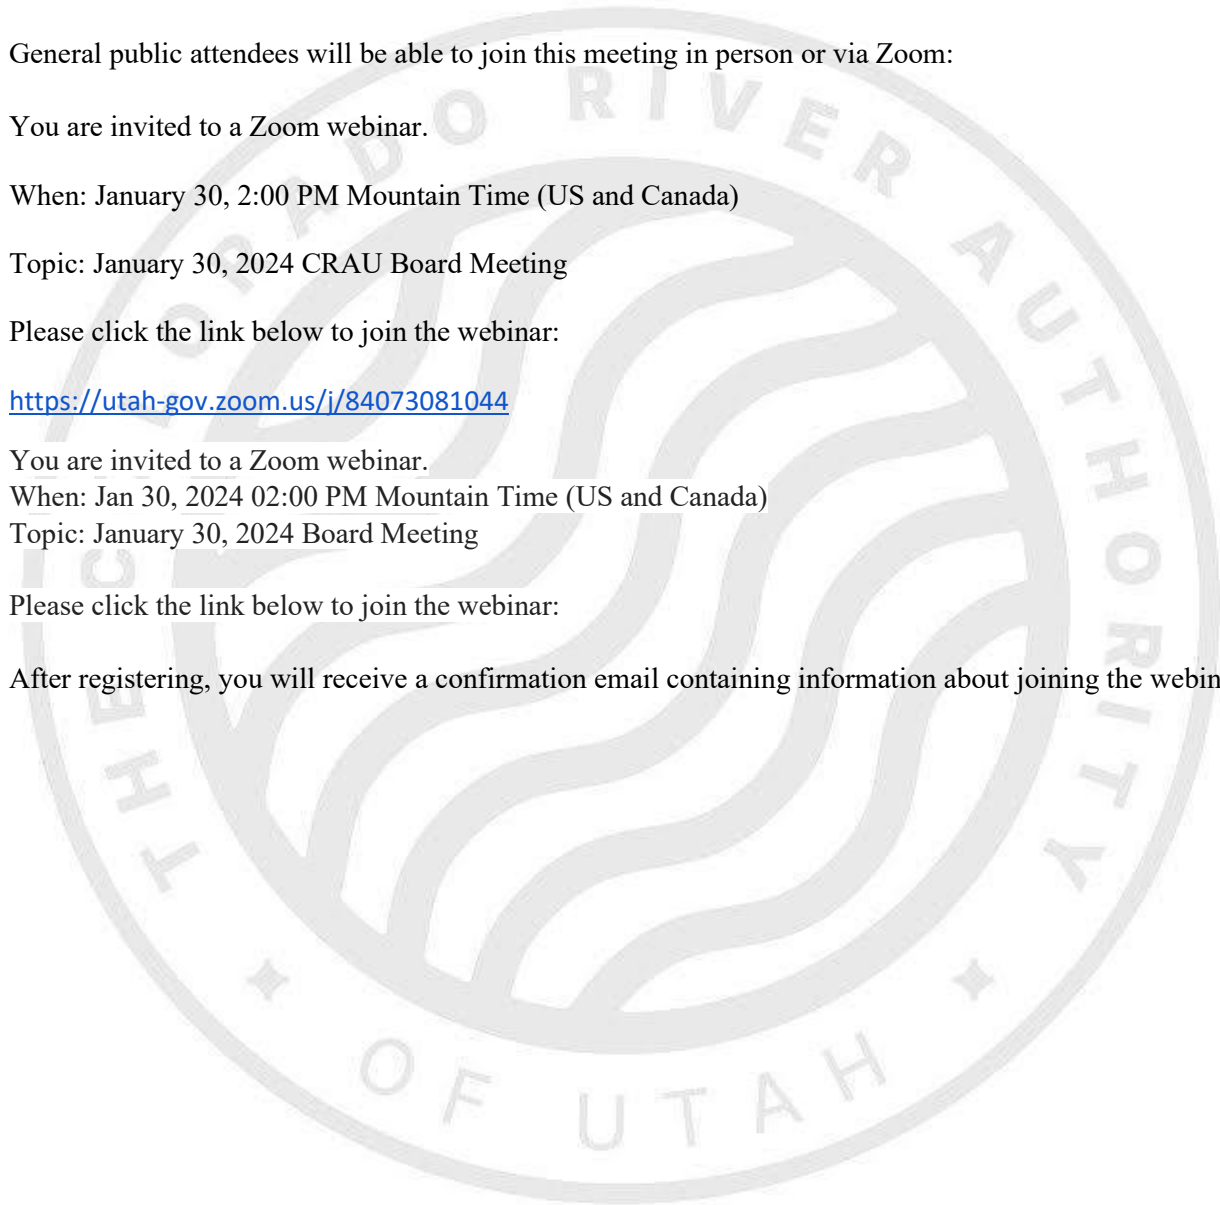 General public attendees will be able to join this meeting in person or via Zoom:
You are invited to a Zoom webinar.
When: January 30, 2:00 PM Mountain Time (US and Canada)
Topic: January 30, 2024 CRAU Board Meeting
Please click the link below to join the webinar:
https://utah-gov.zoom.us/j/84073081044
You are invited to a Zoom webinar.
When: Jan 30, 2024 02:00 PM Mountain Time (US and Canada)
Topic: January 30, 2024 Board Meeting
Please click the link below to join the webinar:
After registering, you will receive a confirmation email containing information about joining the webin
THE COLORADO RIVER AUTHORITY
OF UTAH